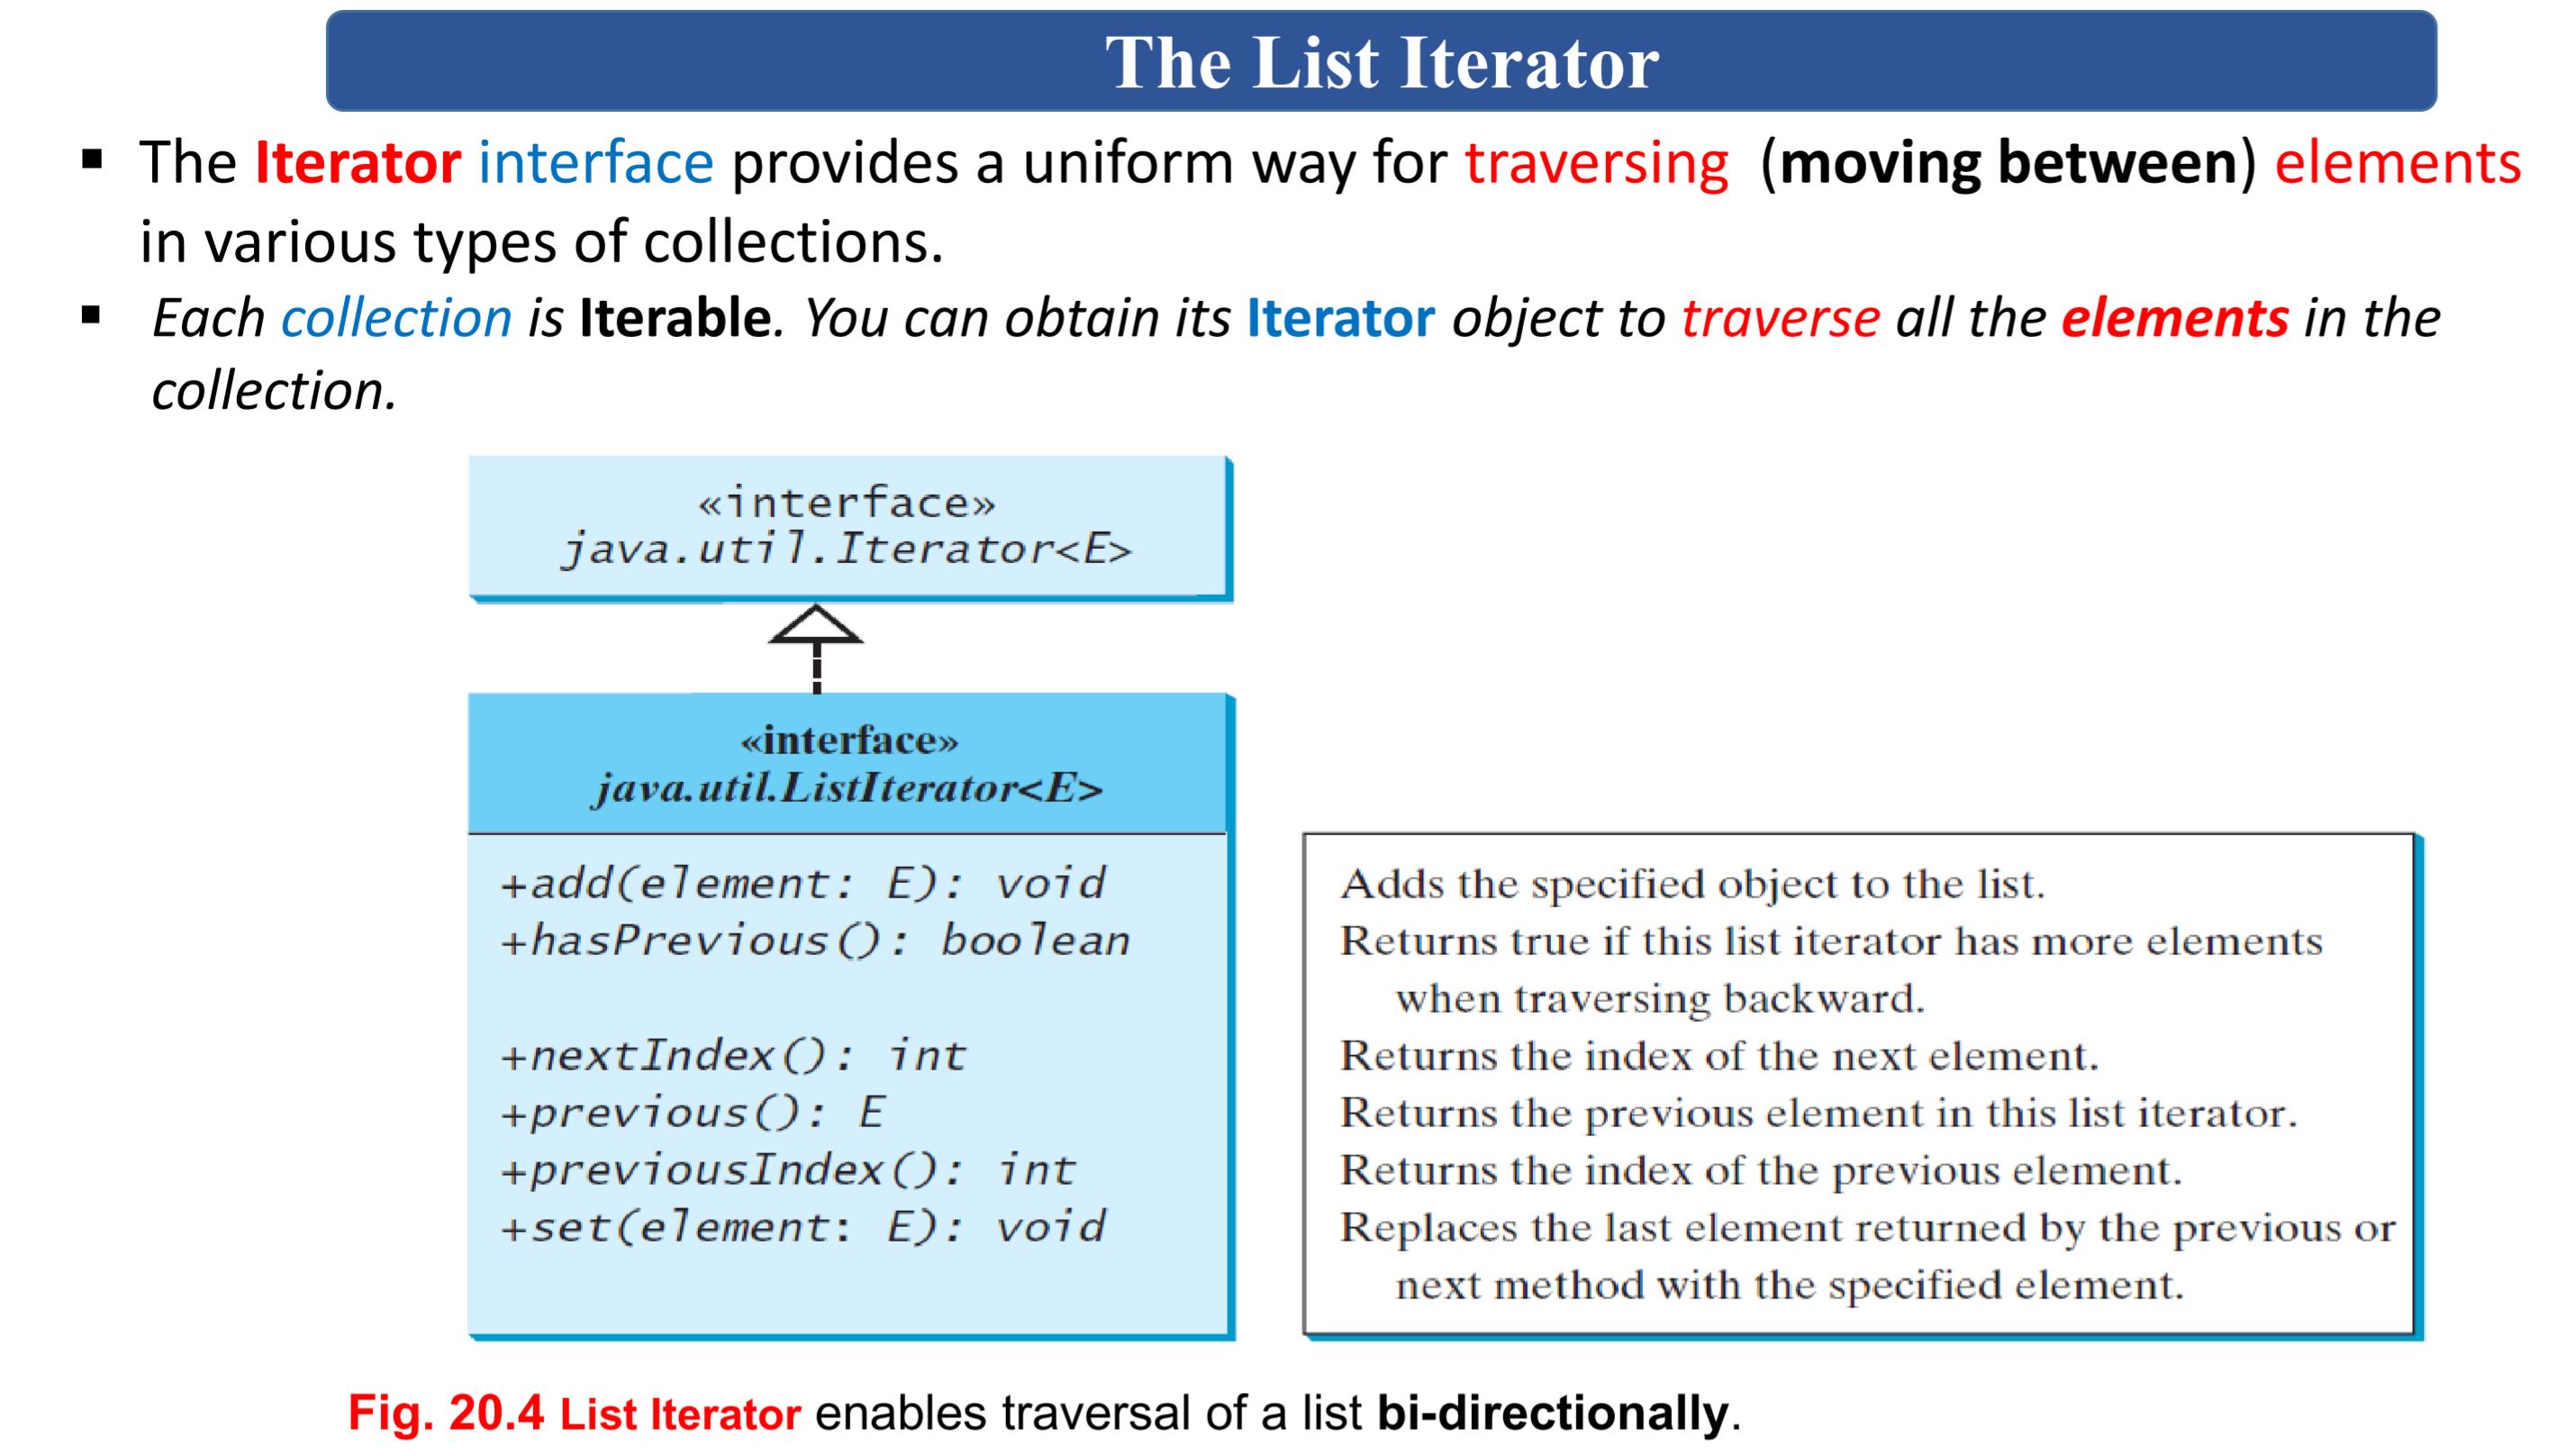 The List Iterator
▪ The Iterator interface provides a uniform way for traversing (moving between) elements
in various types of collections.
▪ Each collection is Iterable. You can obtain its Iterator object to traverse all the elements in the
collection.
«interface»
java.util.Iterator<E>
«interface»
java.util.ListIterator<E>
+add(element: E): void
+hasPrevious(): boolean
+nextIndex(): int
+previous(): E
+previousIndex(): int
+set(element: E): void
Adds the specified object to the list.
Returns true if this list iterator has more elements
when traversing backward.
Returns the index of the next element.
Returns the previous element in this list iterator.
Returns the index of the previous element.
Replaces the last element returned by the previous or
next method with the specified element.
Fig. 20.4 List Iterator enables traversal of a list bi-directionally.